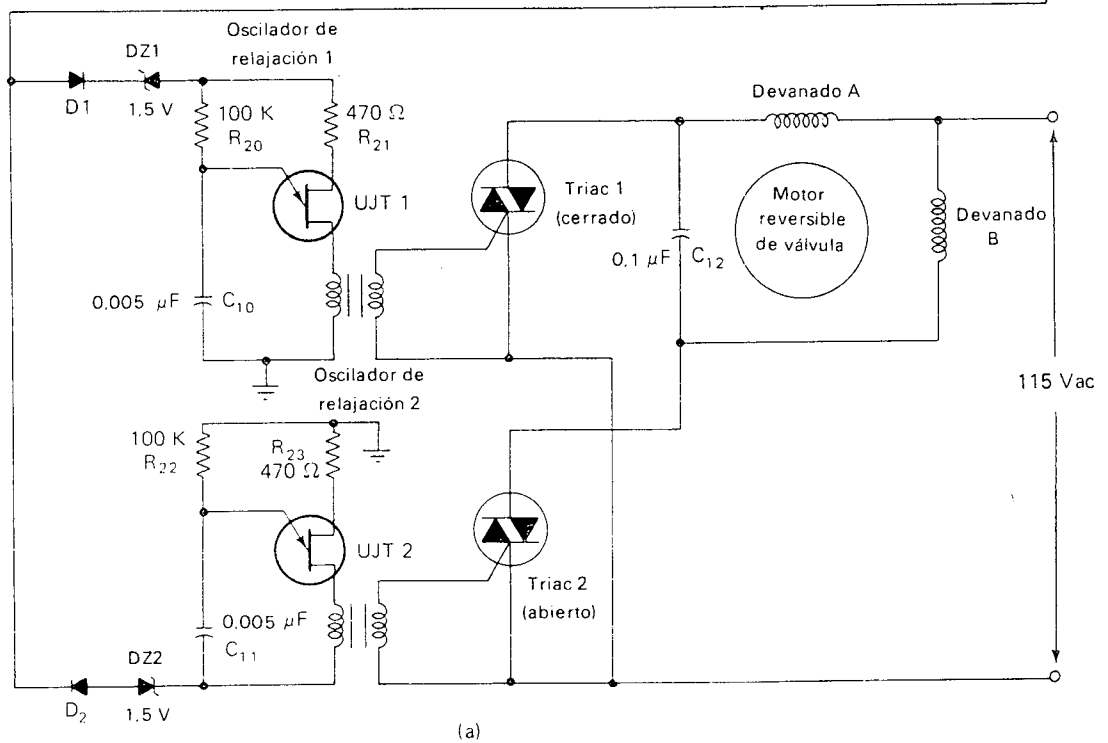 Oscilador de
relajación 1
DZ1
D1
1,5 V
100 K
R20
470 Ω
R21
UJT 1
Triac 1
(cerrado)
0,005 μF
C10
Devanado A
Motor
reversible
de válvula
Devanado
B
0,1 μF
C12
115 Vac
Oscilador de
relajación 2
100 K
R22
R23
470 Ω
UJT 2
Triac 2
(abierto)
0,005 μF
C11
DZ2
D2
1,5 V
(a)